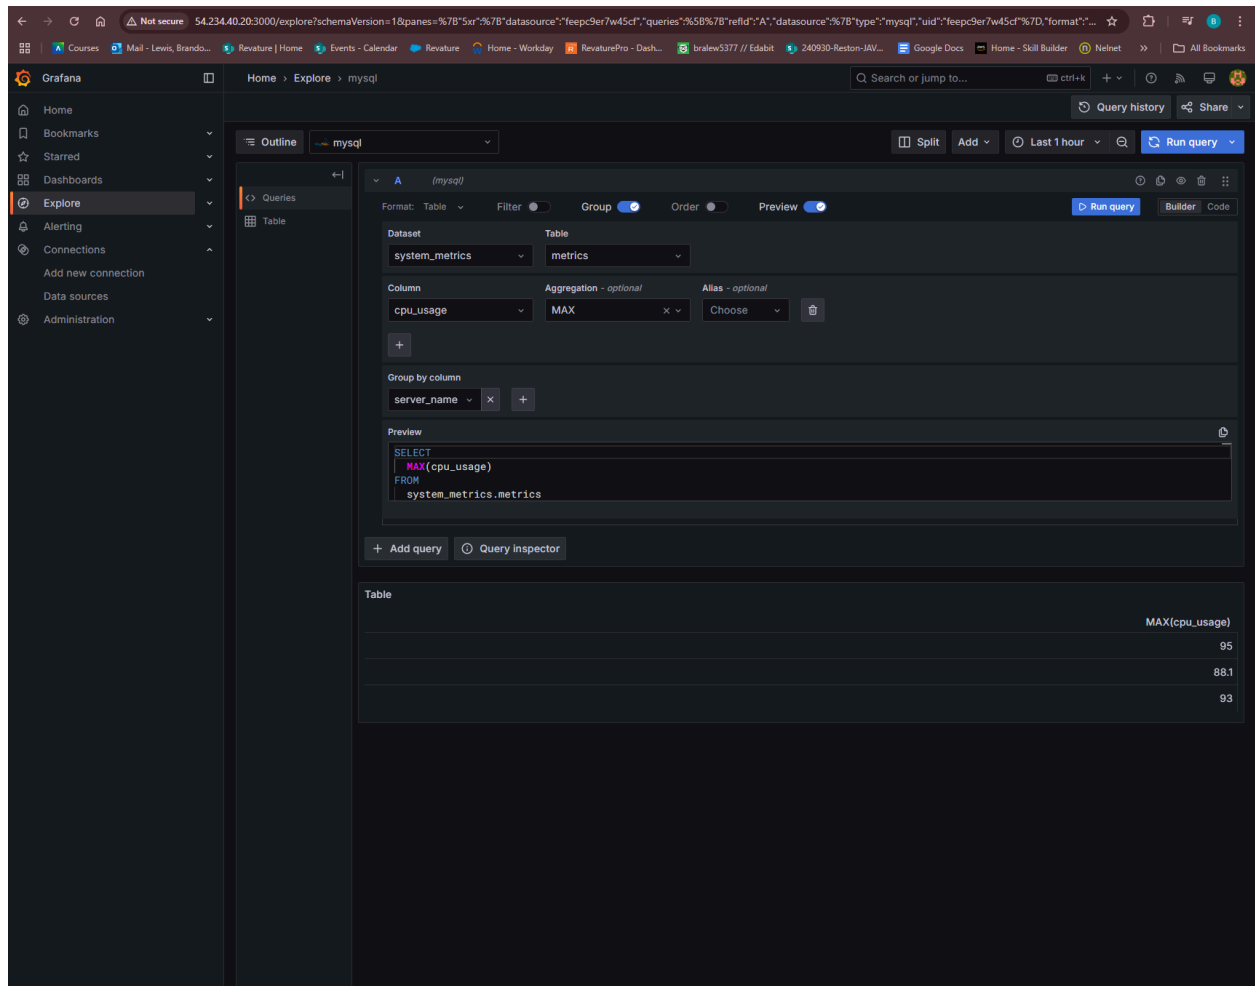 Not secure 54.234.40.20:3000/explore?schemaVersion=1&panes=%7B"5xr":%7B"datasource":"feepc9er7w45cf","queries":%5B%7B"refId":"A","datasource":%7B"type":"mysql","uid":"feepc9er7w45cf"%7D,"format":"...
Courses Mail - Lewis, Brando... Revature | Home Events - Calendar Revature Home - Workday RevaturePro - Dash... bralew5377 // Edabit 240930-Reston-JAV... Google Docs Home - Skill Builder Nelnet » All Bookmarks
Grafana Home › Explore › mysql Search or jump to... ctrl+k
Query history Share
Home
Bookmarks
Starred
Dashboards
Explore
Alerting
Connections
Add new connection
Data sources
Administration
Outline mysql Split Add Last 1 hour Run query
Queries
Table
A (mysql)
Format: Table Filter Group Order Preview Run query Builder Code
Dataset Table
system_metrics metrics
Column Aggregation - optional Alias - optional
cpu_usage MAX Choose
Group by column
server_name
Preview
SELECT
MAX(cpu_usage)
FROM
system_metrics.metrics
+ Add query Query inspector
Table
MAX(cpu_usage)
95
88.1
93